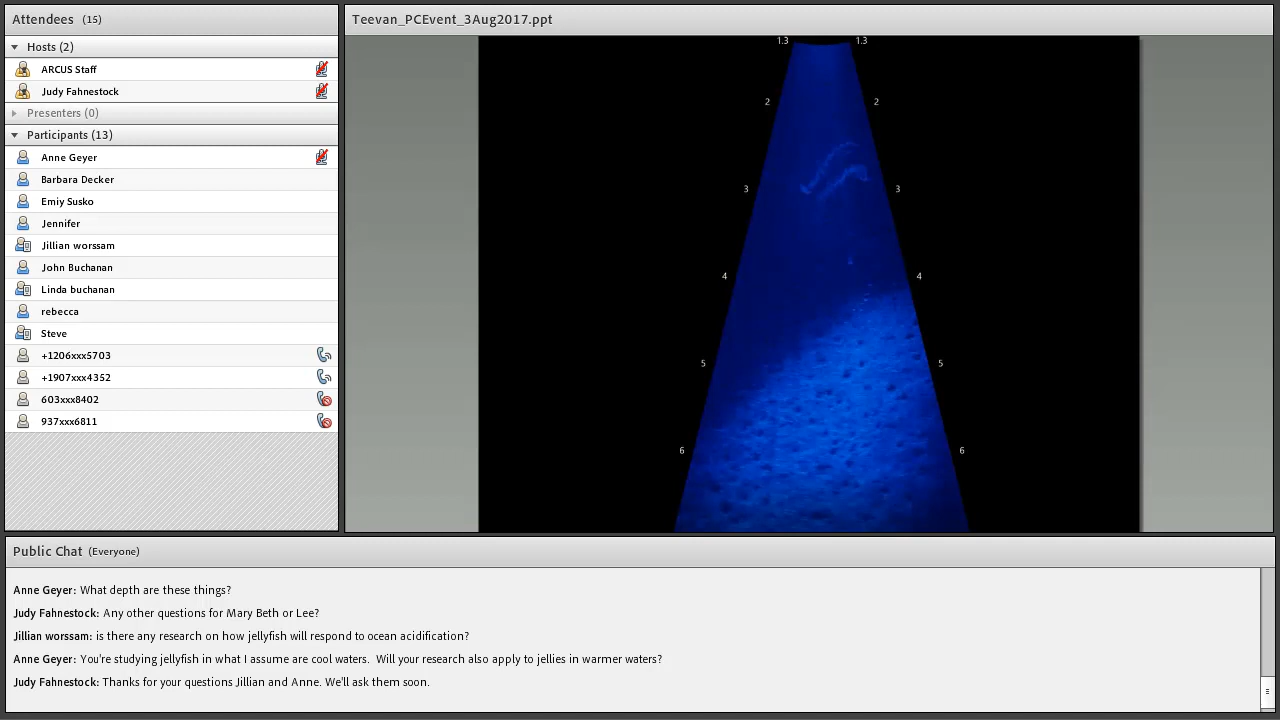 Attendees (15)
Hosts (2)
ARCUS Staff
Judy Fahnestock
Presenters (0)
Participants (13)
Anne Geyer
Barbara Decker
Emiy Susko
Jennifer
Jillian worssam
John Buchanan
Linda buchanan
rebecca
Steve
+1206xxx5703
+1907xxx4352
603xxx8402
937xxx6811
Teevan_PCEvent_3Aug2017.ppt
1.3 1.3
2 2
3 3
4 4
5 5
6 6
Public Chat (Everyone)
Anne Geyer: What depth are these things?
Judy Fahnestock: Any other questions for Mary Beth or Lee?
Jillian worssam: is there any research on how jellyfish will respond to ocean acidification?
Anne Geyer: You're studying jellyfish in what I assume are cool waters.  Will your research also apply to jellies in warmer waters?
Judy Fahnestock: Thanks for your questions Jillian and Anne. We'll ask them soon.